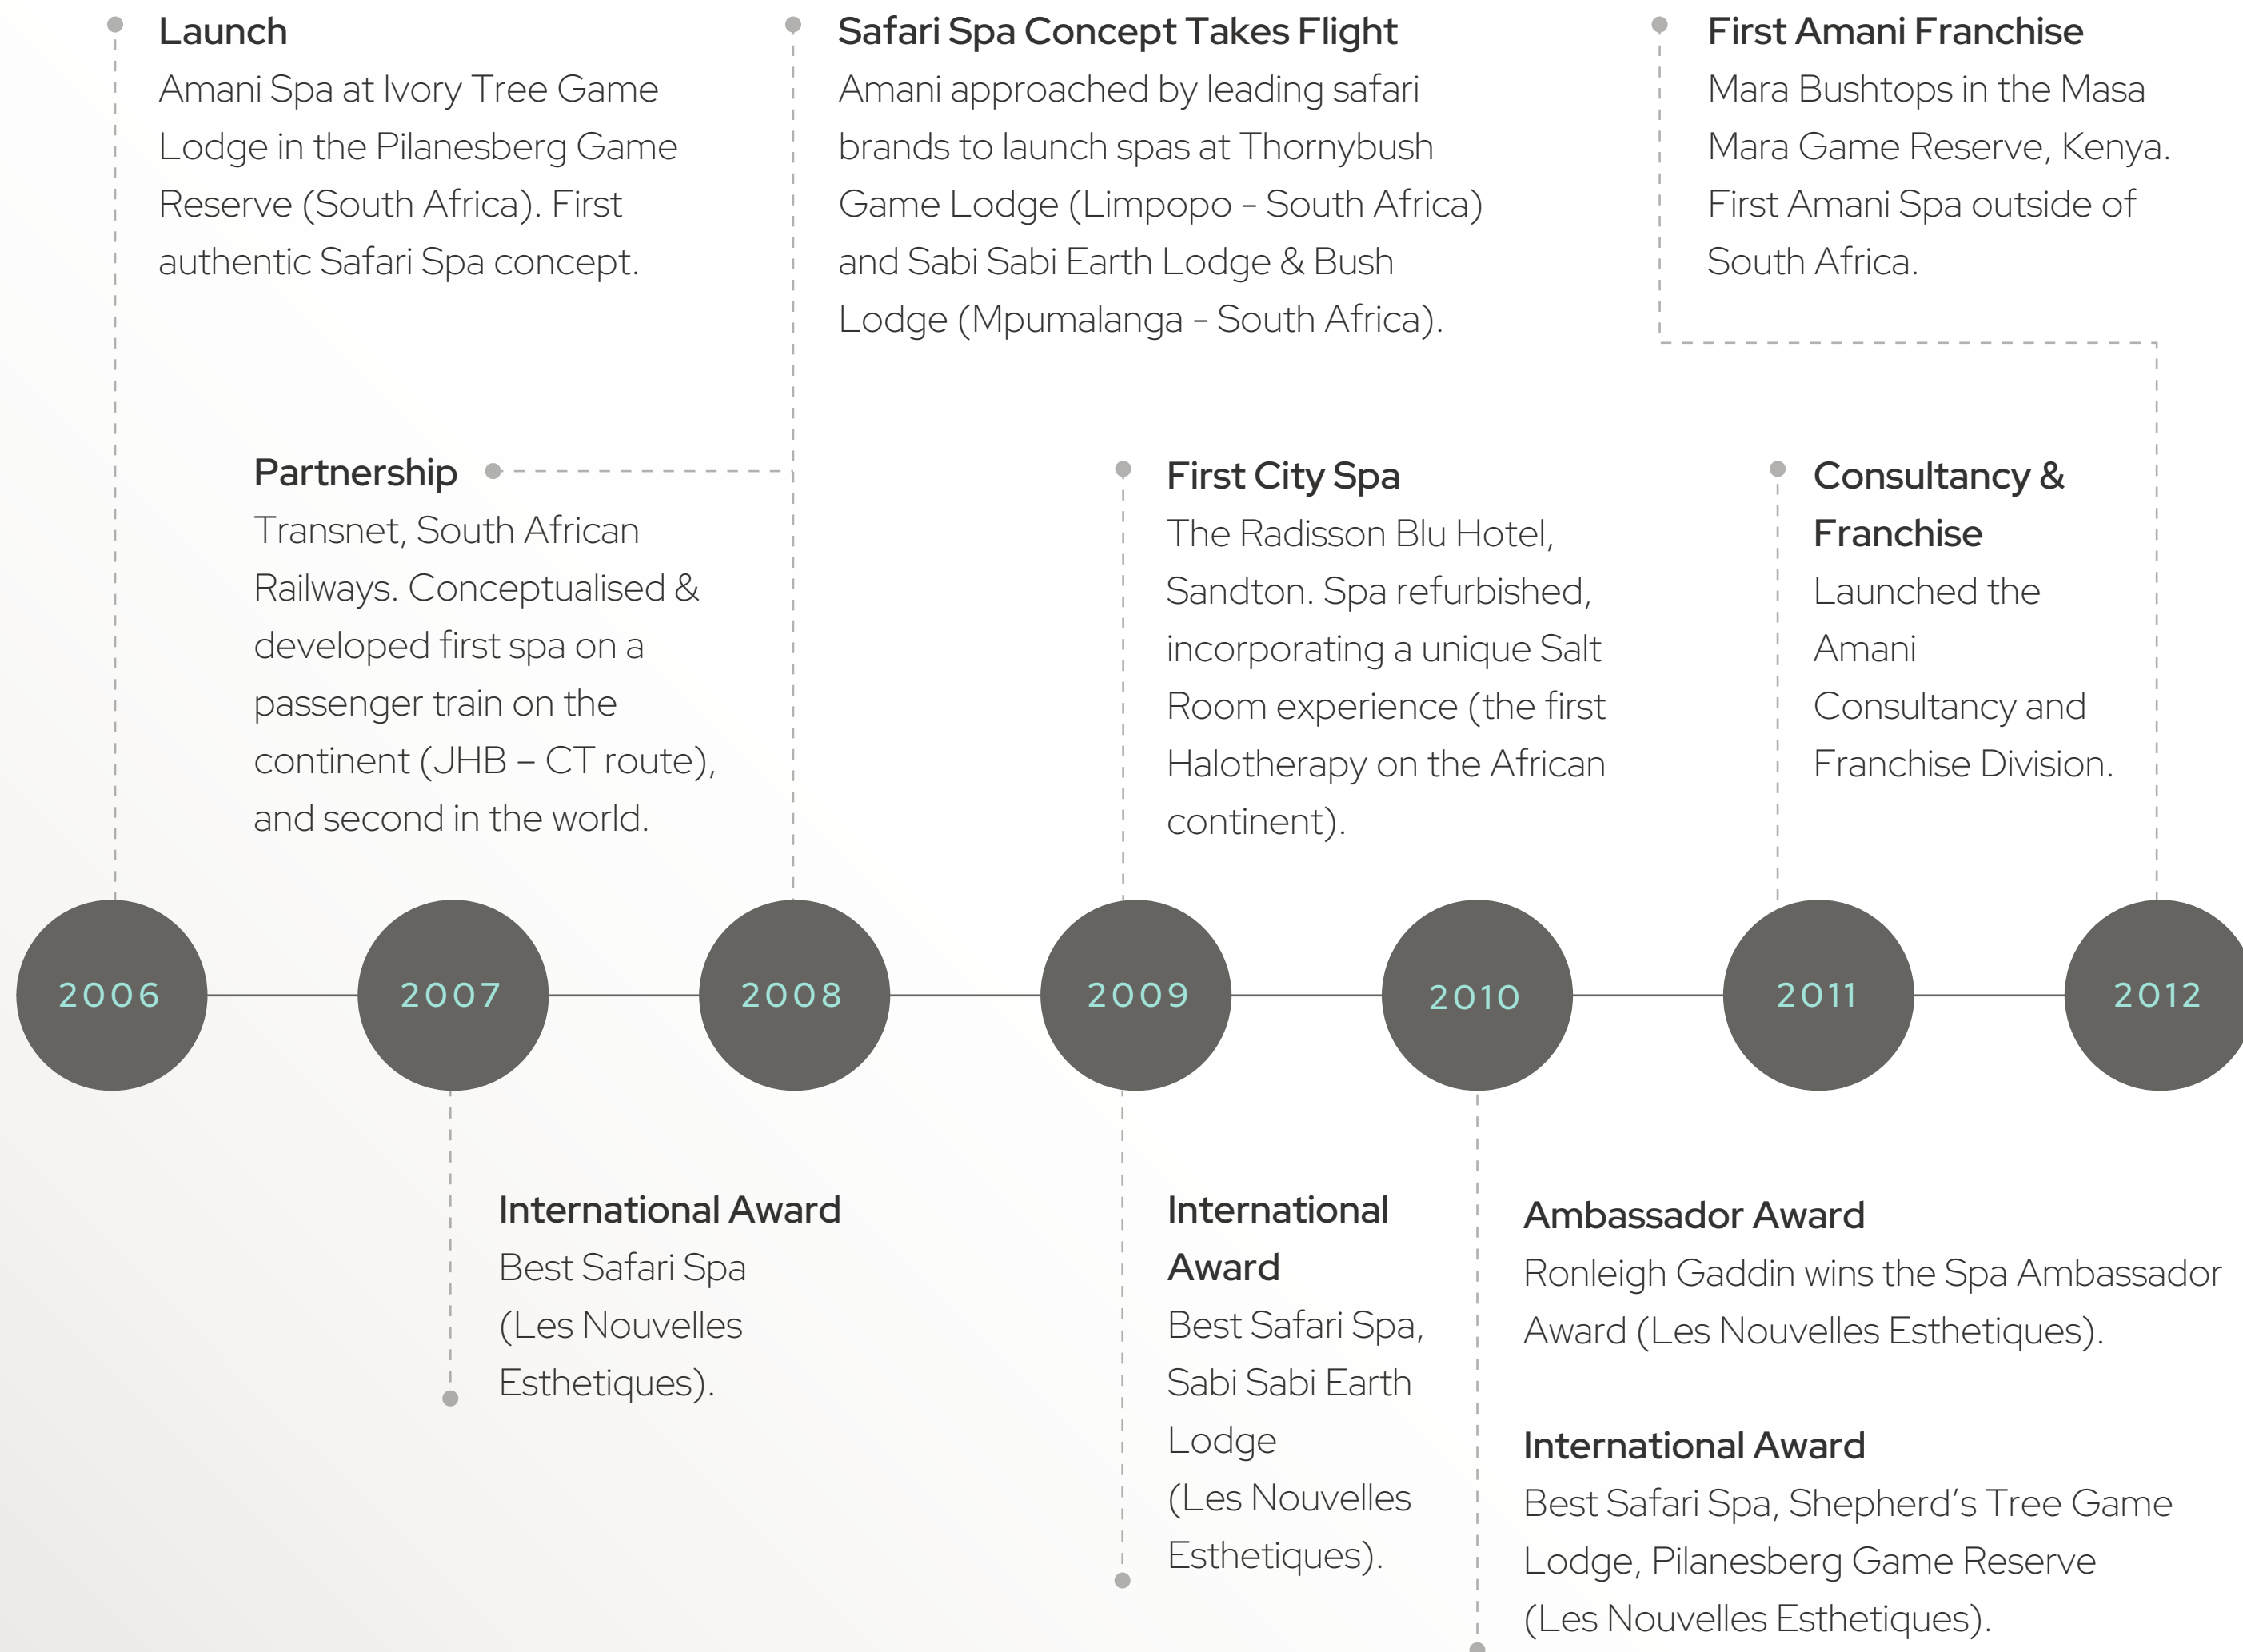 Launch
Amani Spa at Ivory Tree Game
Lodge in the Pilanesberg Game
Reserve (South Africa). First
authentic Safari Spa concept.
Safari Spa Concept Takes Flight
Amani approached by leading safari
brands to launch spas at Thornybush
Game Lodge (Limpopo - South Africa)
and Sabi Sabi Earth Lodge & Bush
Lodge (Mpumalanga - South Africa).
First Amani Franchise
Mara Bushtops in the Masa
Mara Game Reserve, Kenya.
First Amani Spa outside of
South Africa.
Partnership
Transnet, South African
Railways. Conceptualised &
developed first spa on a
passenger train on the
continent (JHB – CT route),
and second in the world.
First City Spa
The Radisson Blu Hotel,
Sandton. Spa refurbished,
incorporating a unique Salt
Room experience (the first
Halotherapy on the African
continent).
Consultancy &
Franchise
Launched the
Amani
Consultancy and
Franchise Division.
2006
2007
2008
2009
2010
2011
2012
International Award
Best Safari Spa
(Les Nouvelles
Esthetiques).
International
Award
Best Safari Spa,
Sabi Sabi Earth
Lodge
(Les Nouvelles
Esthetiques).
Ambassador Award
Ronleigh Gaddin wins the Spa Ambassador
Award (Les Nouvelles Esthetiques).
International Award
Best Safari Spa, Shepherd’s Tree Game
Lodge, Pilanesberg Game Reserve
(Les Nouvelles Esthetiques).